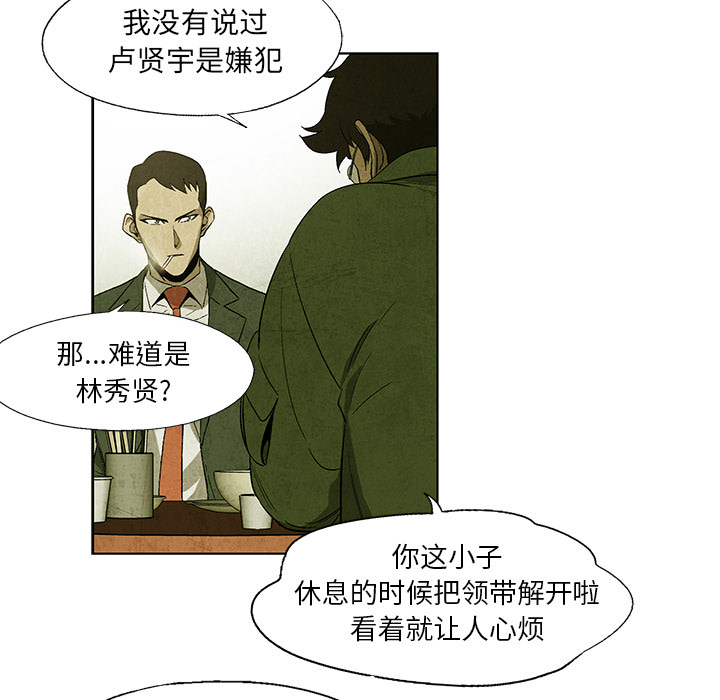 我没有说过
卢贤宇是嫌犯
那...难道是
林秀贤?
你这小子
休息的时候把领带解开啦
看着就让人心烦